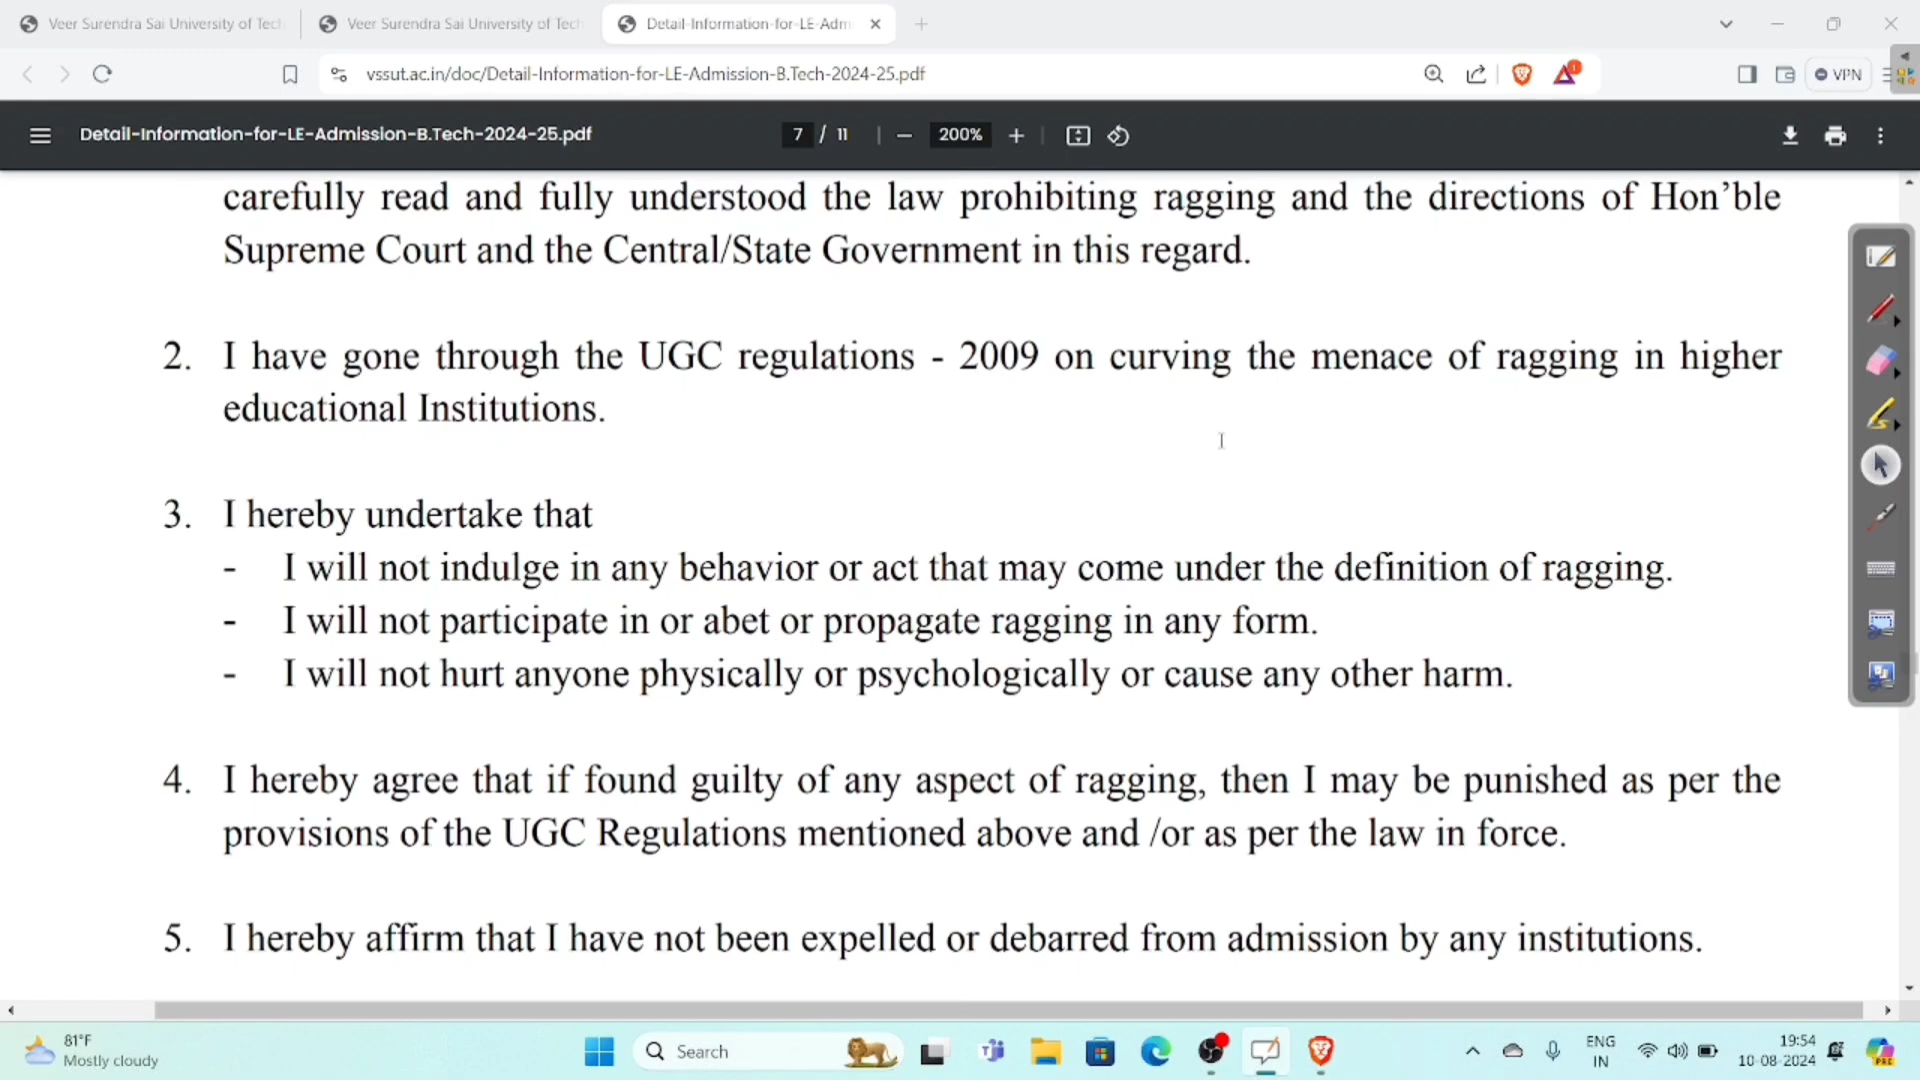 Veer Surendra Sai University of Tech
Veer Surendra Sai University of Tech
Detail-Information-for-LE-Adm
vssut.ac.in/doc/Detail-Information-for-LE-Admission-B.Tech-2024-25.pdf
1
VPN
Detail-Information-for-LE-Admission-B.Tech-2024-25.pdf
7 / 11
200%
carefully read and fully understood the law prohibiting ragging and the directions of Hon’ble
Supreme Court and the Central/State Government in this regard.
2. I have gone through the UGC regulations - 2009 on curving the menace of ragging in higher
educational Institutions.
3. I hereby undertake that
- I will not indulge in any behavior or act that may come under the definition of ragging.
- I will not participate in or abet or propagate ragging in any form.
- I will not hurt anyone physically or psychologically or cause any other harm.
4. I hereby agree that if found guilty of any aspect of ragging, then I may be punished as per the
provisions of the UGC Regulations mentioned above and /or as per the law in force.
5. I hereby affirm that I have not been expelled or debarred from admission by any institutions.
81°F
Mostly cloudy
Search
ENG
IN
19:54
10-08-2024
PRE